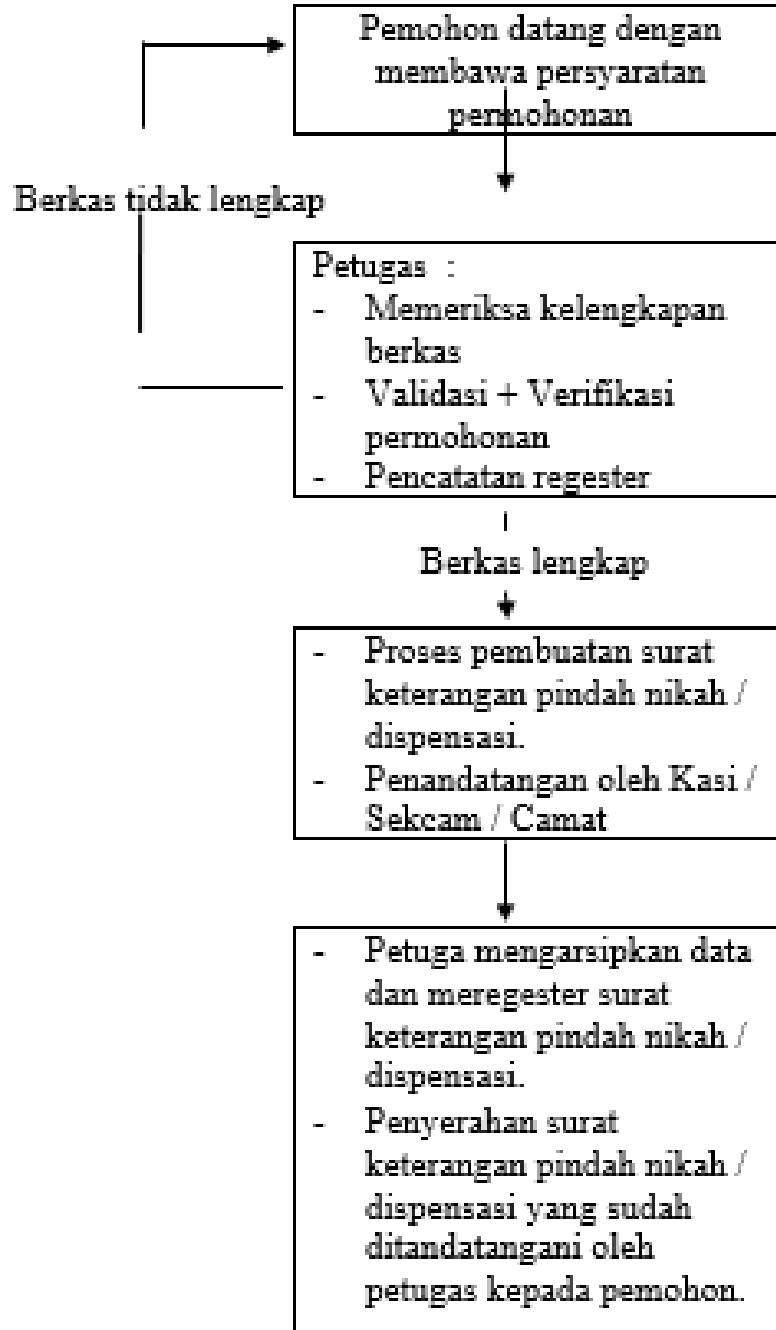 Pemohon datang dengan
membawa persyaratan
permohonan
Berkas tidak lengkap
Petugas :
- Memeriksa kelengkapan
berkas
- Validasi + Verifikasi
permohonan
- Pencatatan regester
Berkas lengkap
- Proses pembuatan surat
keterangan pindah nikah /
dispensasi.
- Penandatangan oleh Kasi /
Sekcam / Camat
- Petuga mengarsipkan data
dan meregester surat
keterangan pindah nikah /
dispensasi.
- Penyerahan surat
keterangan pindah nikah /
dispensasi yang sudah
ditandatangani oleh
petugas kepada pemohon.